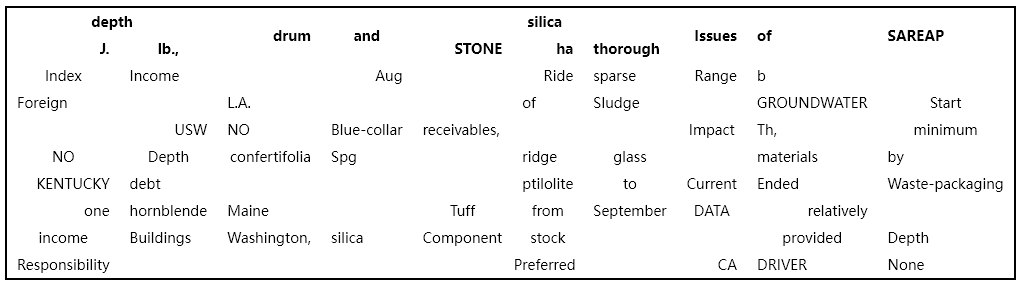 depth silica
drum and Issues of SAREAP
J. lb., STONE ha thorough
Index Income Aug Ride sparse Range b
Foreign L.A. of Sludge GROUNDWATER Start
USW NO Blue-collar receivables, Impact Th, minimum
NO Depth confertifolia Spg ridge glass materials by
KENTUCKY debt ptilolite to Current Ended Waste-packaging
one hornblende Maine Tuff from September DATA relatively
income Buildings Washington, silica Component stock provided Depth
Responsibility Preferred CA DRIVER None